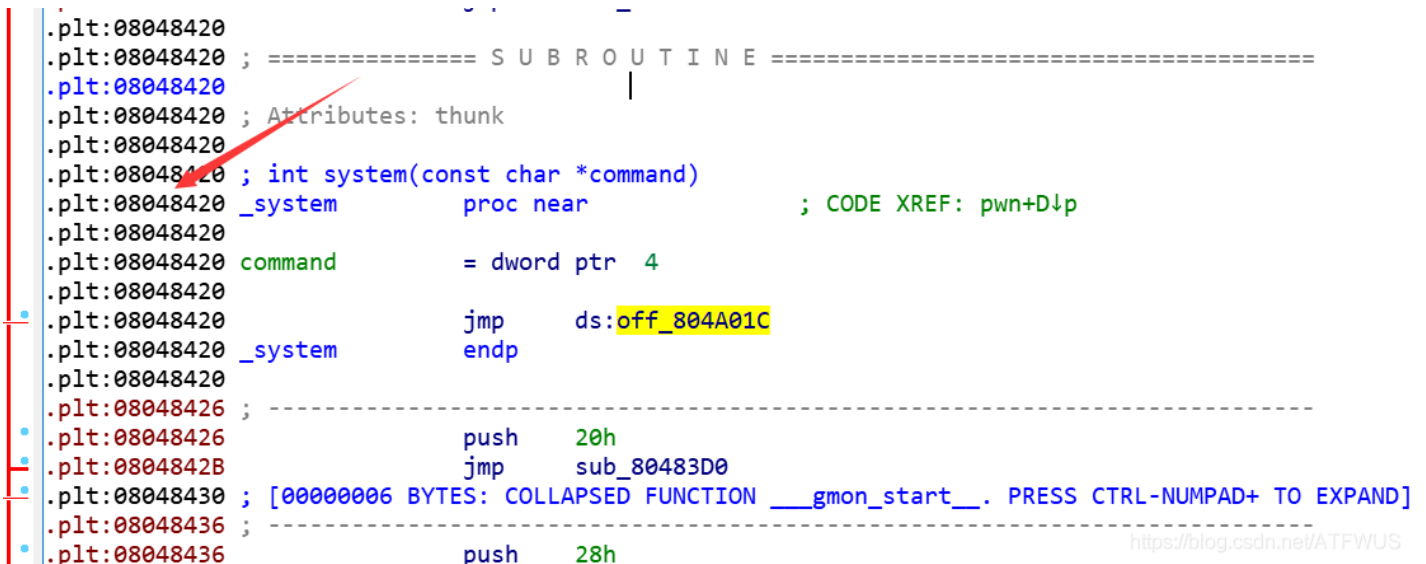 .plt:08048420
.plt:08048420 ; =============== S U B R O U T I N E =======================================
.plt:08048420
.plt:08048420 ; Attributes: thunk
.plt:08048420
.plt:08048420 ; int system(const char *command)
.plt:08048420 _system proc near ; CODE XREF: pwn+D↓p
.plt:08048420
.plt:08048420 command = dword ptr 4
.plt:08048420
.plt:08048420 jmp ds:off_804A01C
.plt:08048420 _system endp
.plt:08048420
.plt:08048426 ; ---------------------------------------------------------------------------
.plt:08048426 push 20h
.plt:0804842B jmp sub_80483D0
.plt:08048430 ; [00000006 BYTES: COLLAPSED FUNCTION ___gmon_start__. PRESS CTRL-NUMPAD+ TO EXPAND]
.plt:08048436 ; ---------------------------------------------------------------------------
.plt:08048436 push 28h
https://blog.csdn.net/ATFWUS